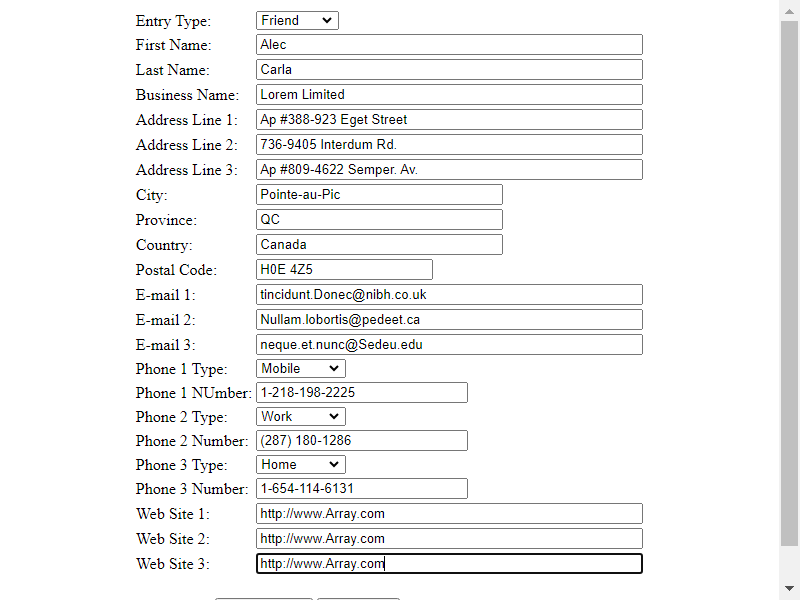 Entry Type: Friend
First Name: Alec
Last Name: Carla
Business Name: Lorem Limited
Address Line 1: Ap #388-923 Eget Street
Address Line 2: 736-9405 Interdum Rd.
Address Line 3: Ap #809-4622 Semper. Av.
City: Pointe-au-Pic
Province: QC
Country: Canada
Postal Code: H0E 4Z5
E-mail 1: tincidunt.Donec@nibh.co.uk
E-mail 2: Nullam.lobortis@pedeet.ca
E-mail 3: neque.et.nunc@Sedeu.edu
Phone 1 Type: Mobile
Phone 1 NUmber: 1-218-198-2225
Phone 2 Type: Work
Phone 2 Number: (287) 180-1286
Phone 3 Type: Home
Phone 3 Number: 1-654-114-6131
Web Site 1: http://www.Array.com
Web Site 2: http://www.Array.com
Web Site 3: http://www.Array.com